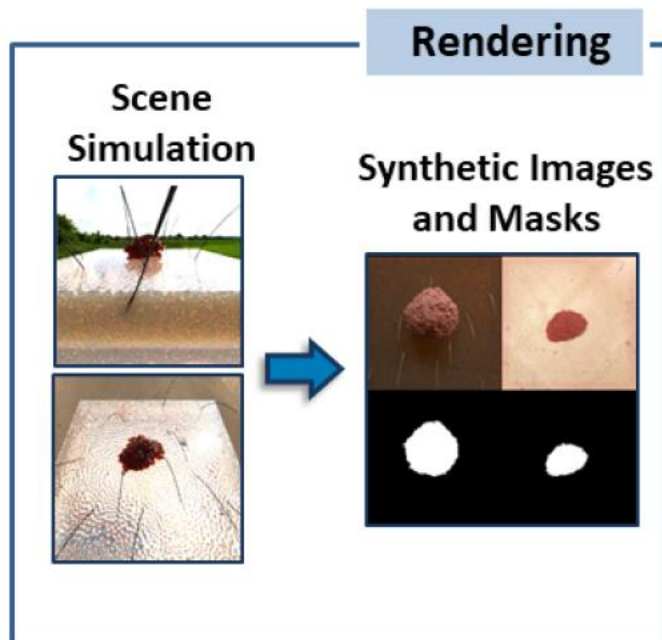 Rendering
Scene
Simulation
Synthetic Images
and Masks